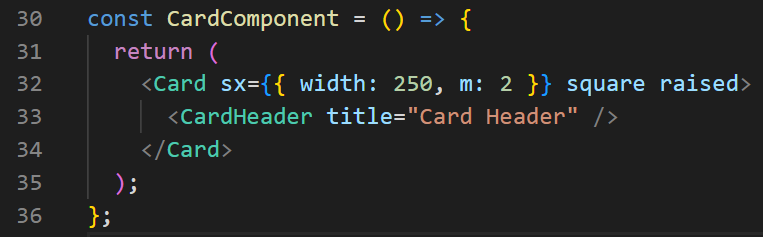 30 const CardComponent = () => {
31   return (
32     <Card sx={{ width: 250, m: 2 }} square raised>
33       <CardHeader title="Card Header" />
34     </Card>
35   );
36 };